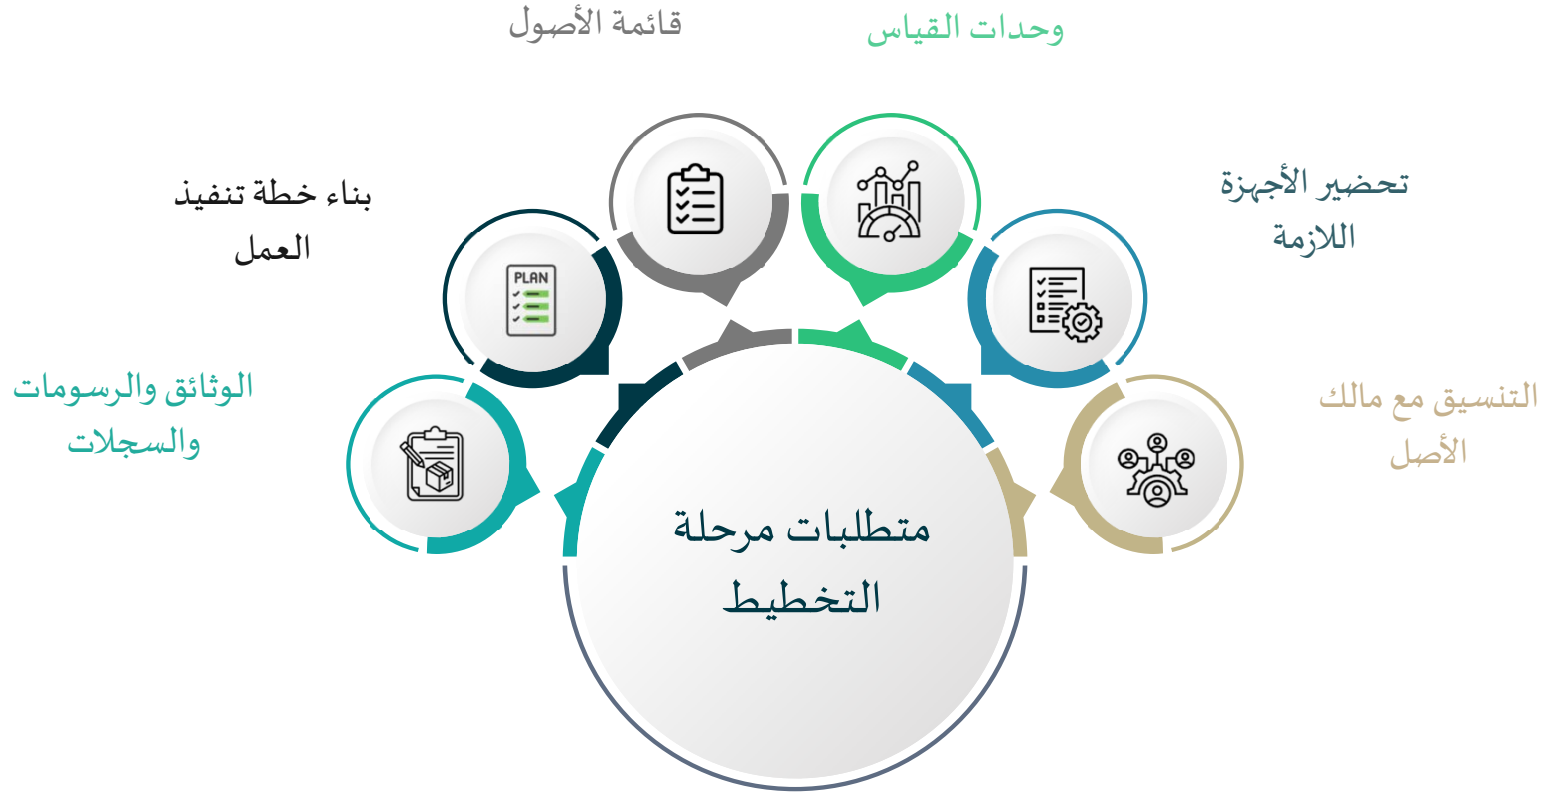 وحدات القياس
قائمة الأصول
تحضير الأجهزة
اللازمة
بناء خطة تنفيذ
العمل
PLAN
التنسيق مع مالك
الأصل
الوثائق والرسومات
والسجلات
متطلبات مرحلة
التخطيط